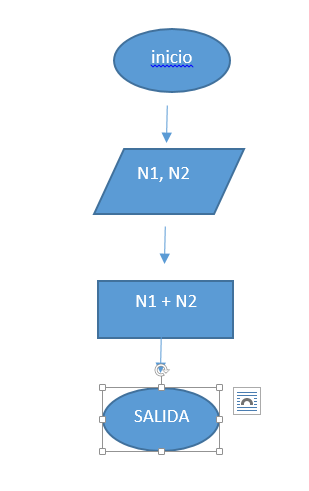 inicio
N1, N2
N1 + N2
SALIDA